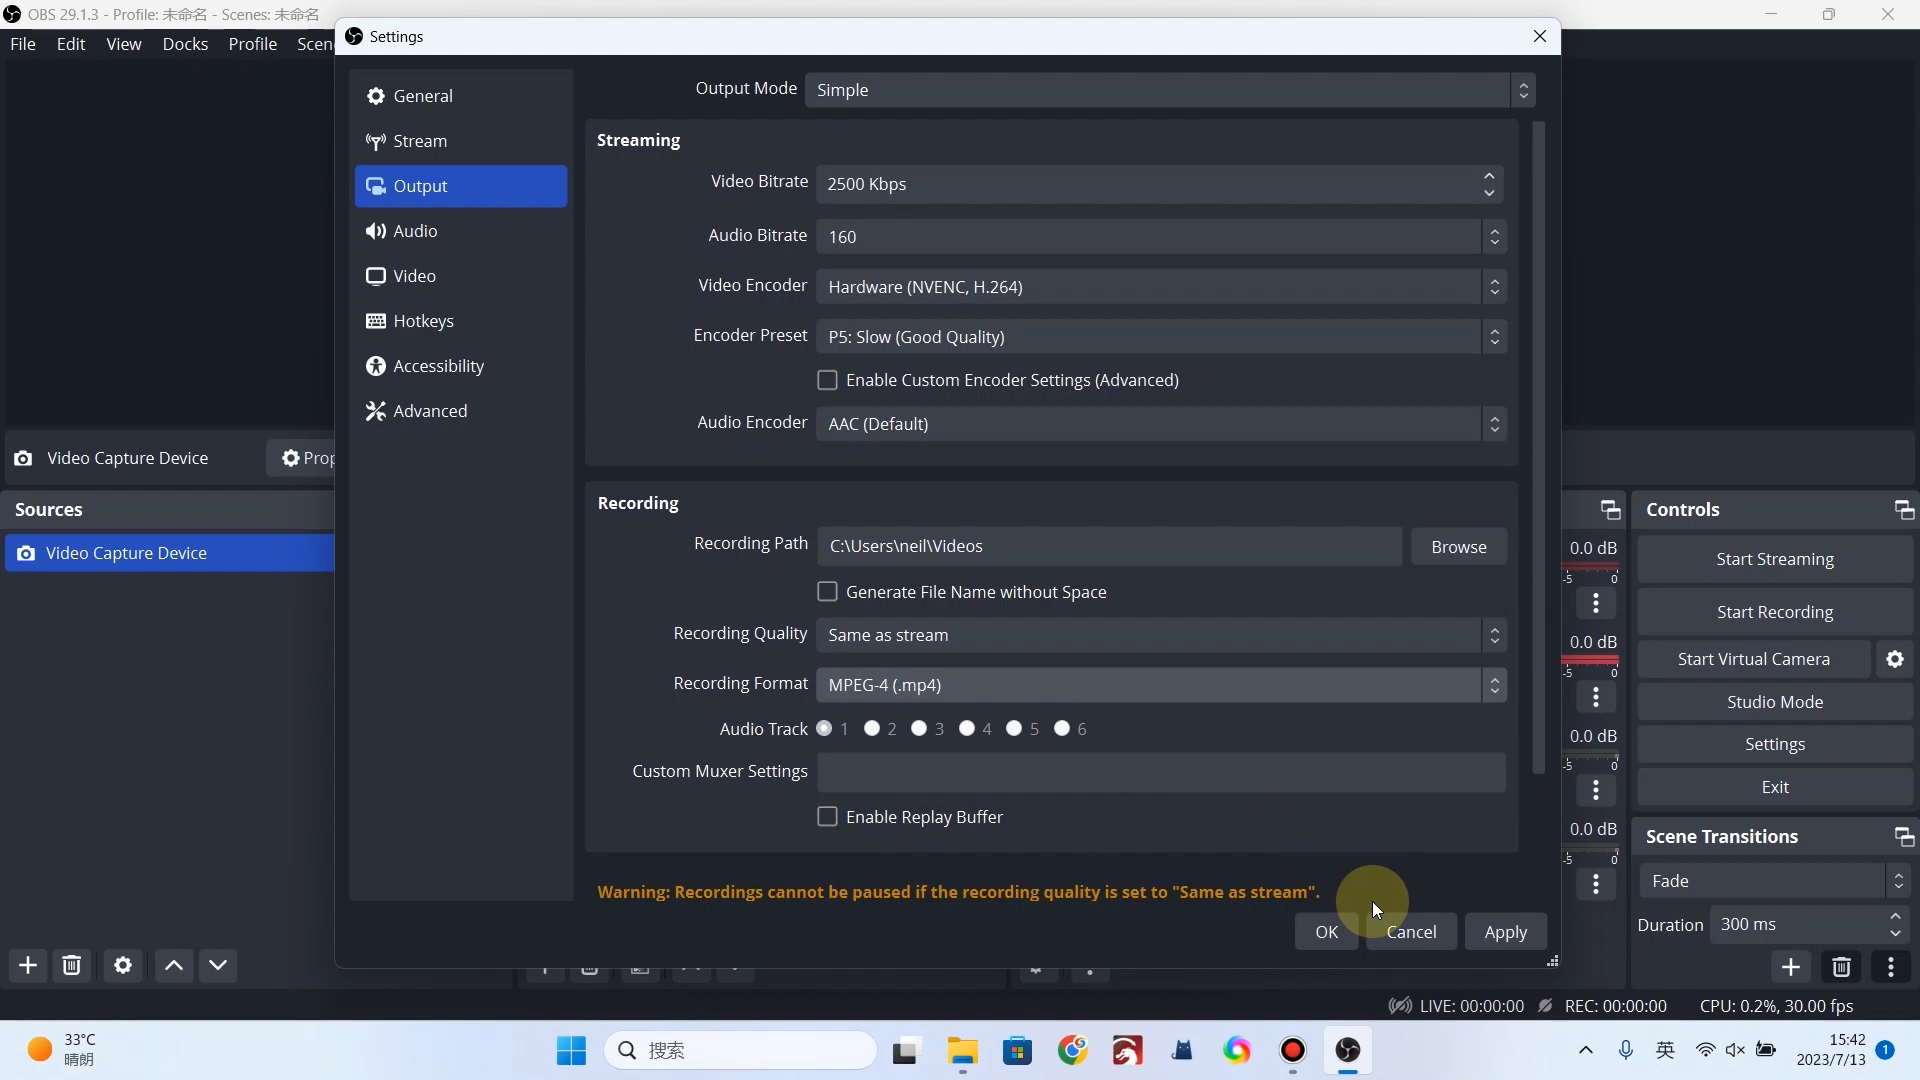 OBS 29.1.3 - Profile: 未命名 - Scenes: 未命名
File Edit View Docks Profile
Settings
General
Stream
Output
Audio
Video
Hotkeys
Accessibility
Advanced
Output Mode Simple
Streaming
Video Bitrate 2500 Kbps
Audio Bitrate 160
Video Encoder Hardware (NVENC, H.264)
Encoder Preset P5: Slow (Good Quality)
Enable Custom Encoder Settings (Advanced)
Audio Encoder AAC (Default)
Recording
Recording Path C:\Users\neil\Videos Browse
Generate File Name without Space
Recording Quality Same as stream
Recording Format MPEG-4 (.mp4)
Audio Track 1 2 3 4 5 6
Custom Muxer Settings
Enable Replay Buffer
Warning: Recordings cannot be paused if the recording quality is set to "Same as stream".
OK Cancel Apply
Video Capture Device
Sources
Video Capture Device
0.0 dB
-5 0
0.0 dB
-5 0
0.0 dB
-5 0
0.0 dB
-5 0
Controls
Start Streaming
Start Recording
Start Virtual Camera
Studio Mode
Settings
Exit
Scene Transitions
Fade
Duration 300 ms
LIVE: 00:00:00 REC: 00:00:00 CPU: 0.2%, 30.00 fps
33°C
晴朗
搜索
英
15:42
2023/7/13
1